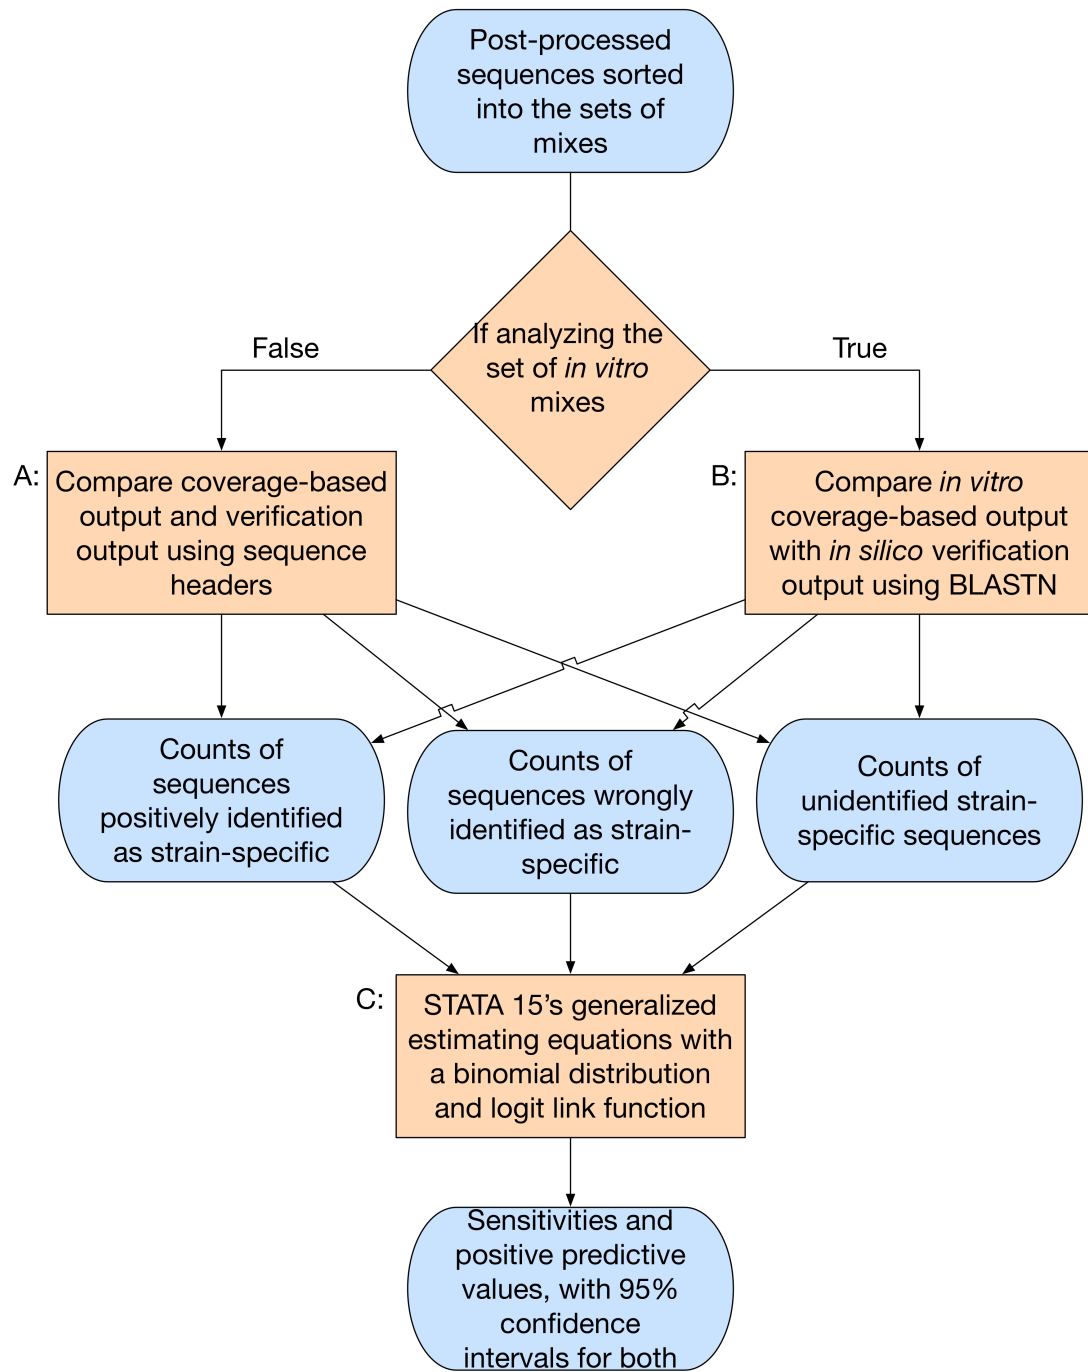 Post-processed
sequences sorted
into the sets of
mixes
If analyzing the
set of in vitro
mixes
False
True
A:
Compare coverage-based
output and verification
output using sequence
headers
B:
Compare in vitro
coverage-based output
with in silico verification
output using BLASTN
Counts of
sequences
positively identified
as strain-specific
Counts of
sequences wrongly
identified as strain-
specific
Counts of
unidentified strain-
specific sequences
C:
STATA 15’s generalized
estimating equations with
a binomial distribution
and logit link function
Sensitivities and
positive predictive
values, with 95%
confidence
intervals for both